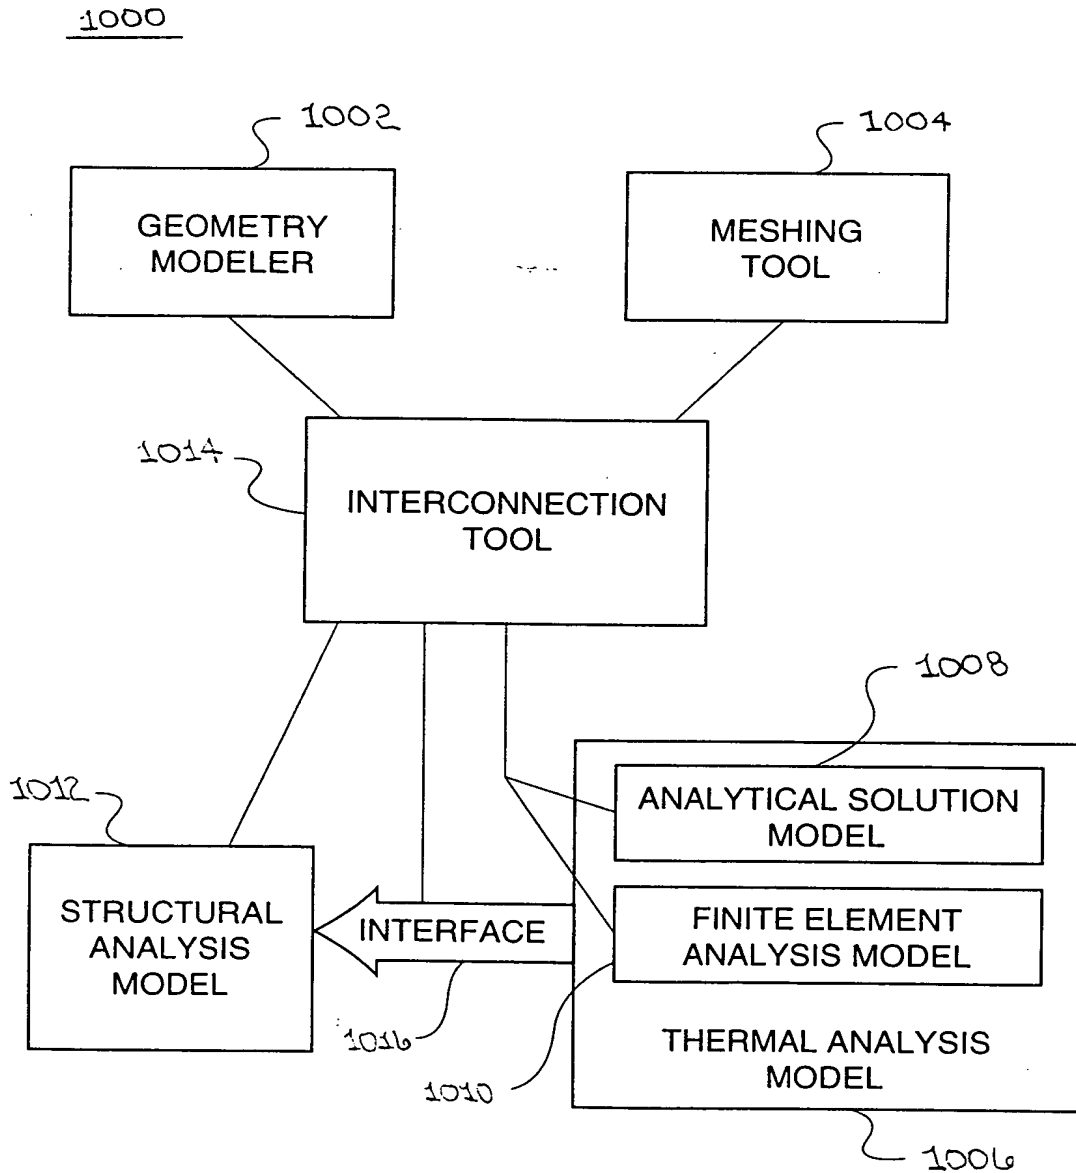 1000
1002
1004
GEOMETRY
MODELER
MESHING
TOOL
1014
INTERCONNECTION
TOOL
1008
1012
ANALYTICAL SOLUTION
MODEL
STRUCTURAL
ANALYSIS
MODEL
INTERFACE
FINITE ELEMENT
ANALYSIS MODEL
1016
1010
THERMAL ANALYSIS
MODEL
1006